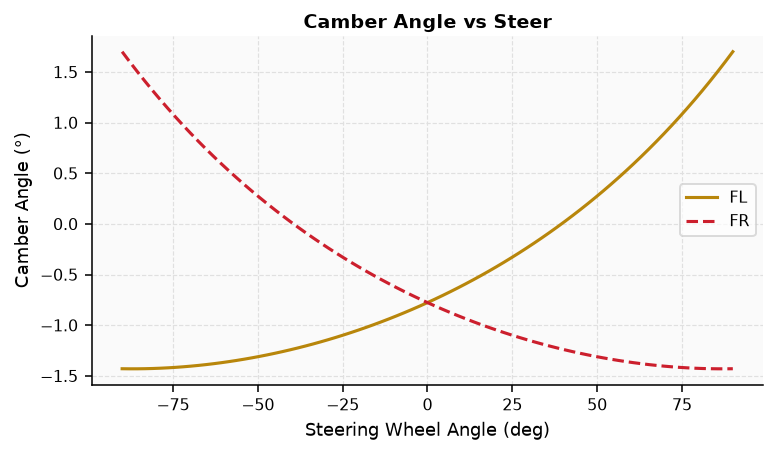 Camber Angle vs Steer
Camber Angle (°)
1.5
1.0
0.5
0.0
−0.5
−1.0
−1.5
FL
FR
−75
−50
−25
0
25
50
75
Steering Wheel Angle (deg)